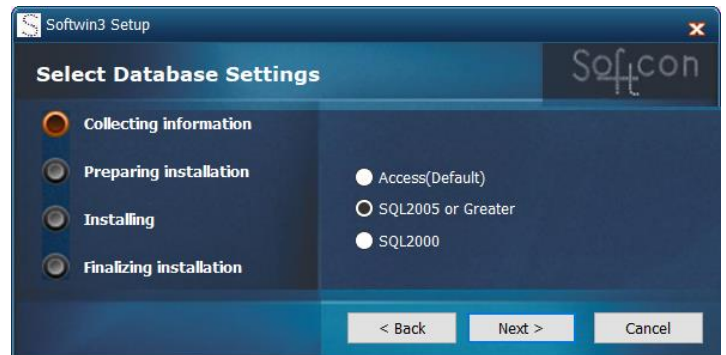 Softwin3 Setup
Select Database Settings
Softcon
Collecting information
Preparing installation
Installing
Finalizing installation
Access(Default)
SQL2005 or Greater
SQL2000
< Back
Next >
Cancel